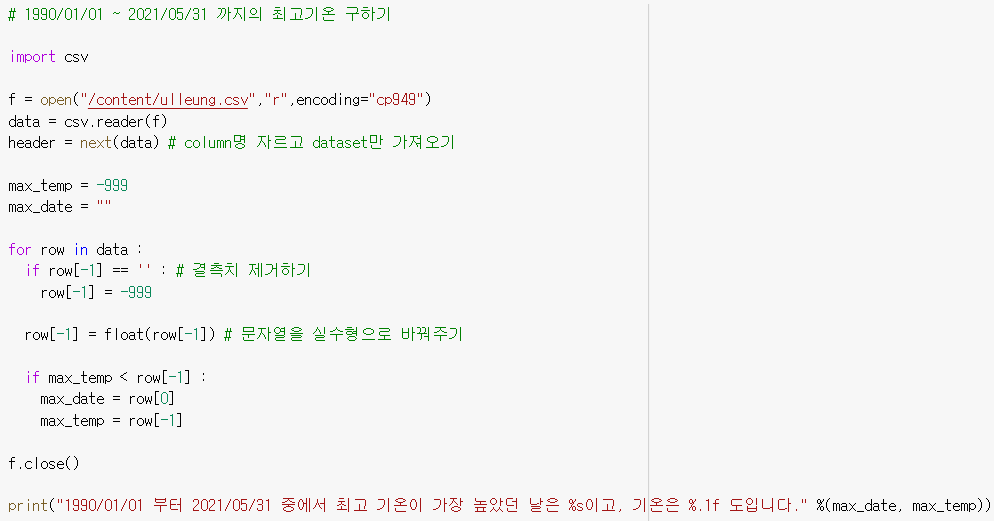 # 1990/01/01 ~ 2021/05/31 까지의 최고기온 구하기
import csv
f = open("/content/ulleung.csv","r",encoding="cp949")
data = csv.reader(f)
header = next(data) # column명 자르고 dataset만 가져오기
max_temp = -999
max_date = ""
for row in data :
  if row[-1] == '' : # 결측치 제거하기
    row[-1] = -999
  row[-1] = float(row[-1]) # 문자열을 실수형으로 바꿔주기
  if max_temp < row[-1] :
    max_date = row[0]
    max_temp = row[-1]
f.close()
print("1990/01/01 부터 2021/05/31 중에서 최고 기온이 가장 높았던 날은 %s이고, 기온은 %.1f 도입니다." %(max_date, max_temp))